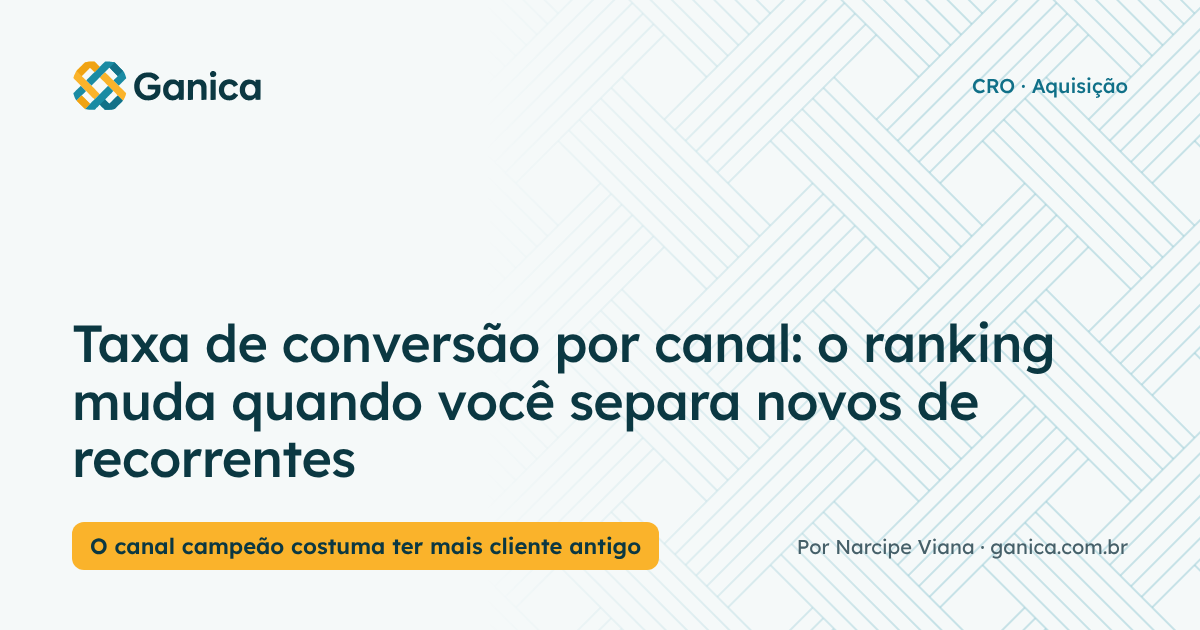 Ganica
CRO · Aquisição
Taxa de conversão por canal: o ranking
muda quando você separa novos de
recorrentes
O canal campeão costuma ter mais cliente antigo
Por Narcipe Viana · ganica.com.br